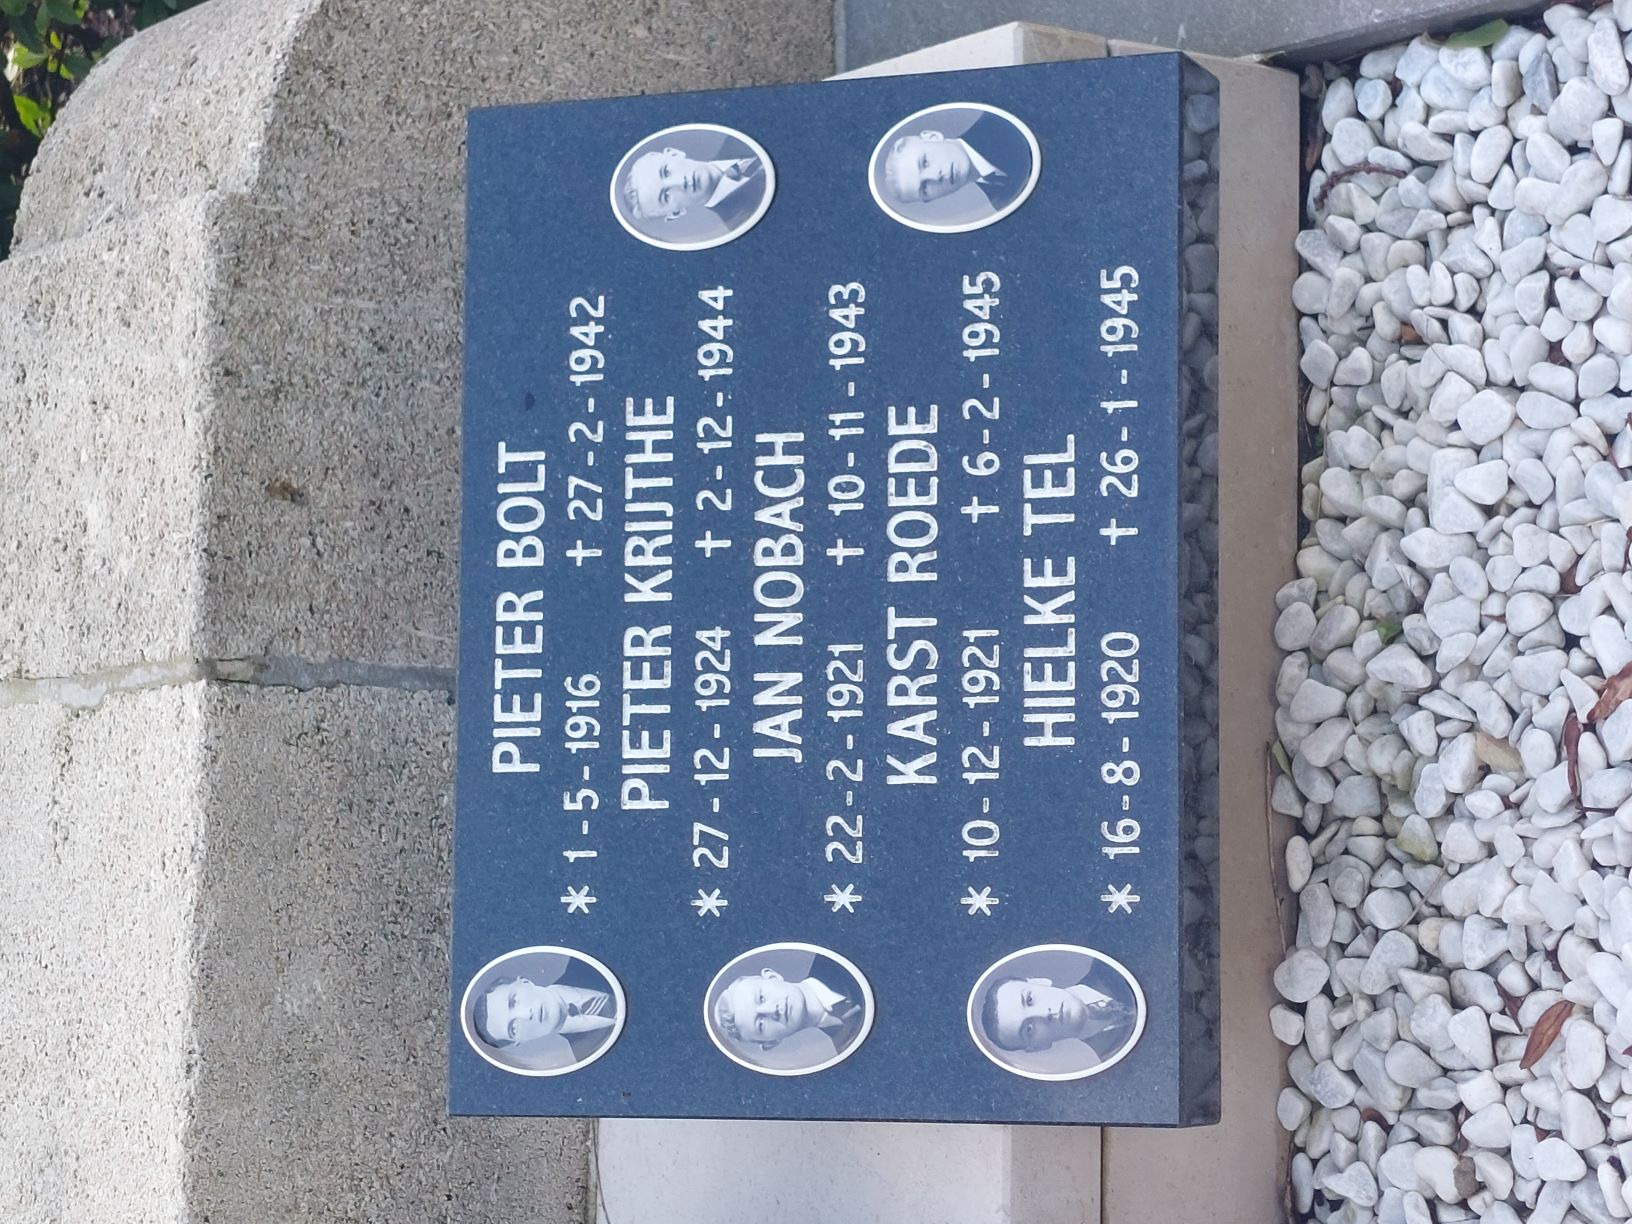 PIETER BOLT
* 1-5-1916 † 27-2-1942
PIETER KRIJTHE
* 27-12-1924 † 2-12-1944
JAN NOBACH
* 22-2-1921 † 10-11-1943
KARST ROEDE
* 10-12-1921 † 6-2-1945
HIELKE TEL
* 16-8-1920 † 26-1-1945